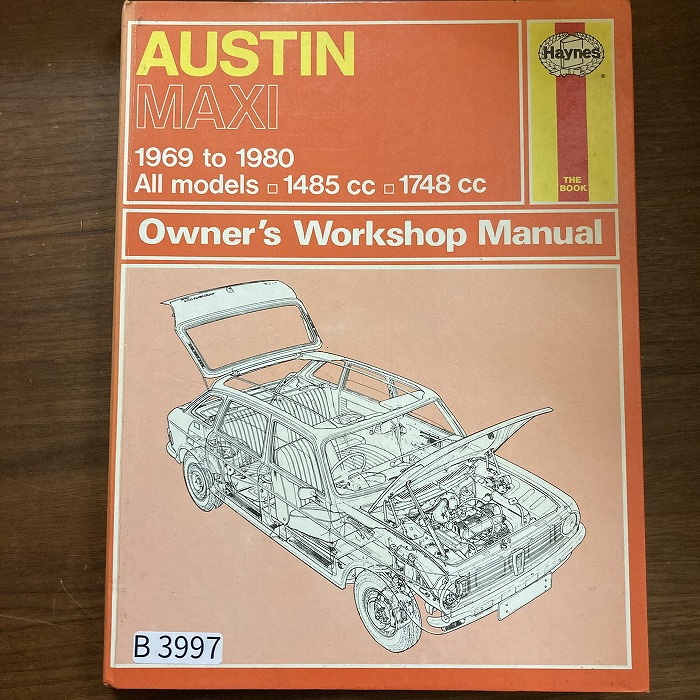 AUSTIN
MAXI
1969 to 1980
All models □ 1485 cc □ 1748 cc
Haynes
®
THE
BOOK
Owner's Workshop Manual
B 3997